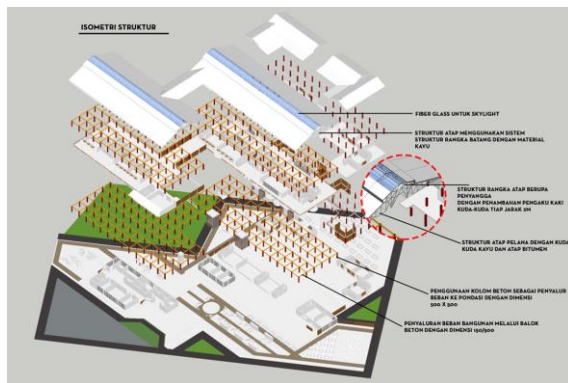 ISOMETRI STRUKTUR
FIBER GLASS UNTUK SKYLIGHT
STRUKTUR ATAP MENGGUNAKAN SISTEM
STRUKTUR RANGKA BATANG DENGAN MATERIAL
KAYU
STRUKTUR RANGKA ATAP BERUPA
PENYANGGA
DENGAN PENAMBAHAN PENGAKU KAKI
KUDA-KUDA TIAP JARAK 5M
STRUKTUR ATAP PELANA DENGAN KUDA
KUDA KAYU DAN ATAP BITUMEN
PENGGUNAAN KOLOM BETON SEBAGAI PENYALUR
BEBAN KE PONDASI DENGAN DIMENSI
500 X 500
PENYALURAN BEBAN BANGUNAN MELALUI BALOK
BETON DENGAN DIMENSI 150/300